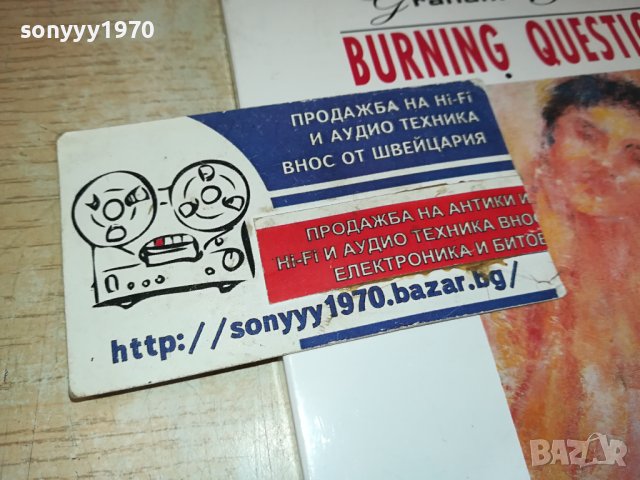 sonyyy1970
BURNING QUESTIO
ПРОДАЖБА НА Hi-Fi
И АУДИО ТЕХНИКА
ВНОС ОТ ШВЕЙЦАРИЯ
ПРОДАЖБА НА АНТИКИ И
Hi-Fi И АУДИО ТЕХНИКА ВНОС
ЕЛЕКТРОНИКА И БИТОВ
http://sonyyy1970.bazar.bg/
BAZAR
bg